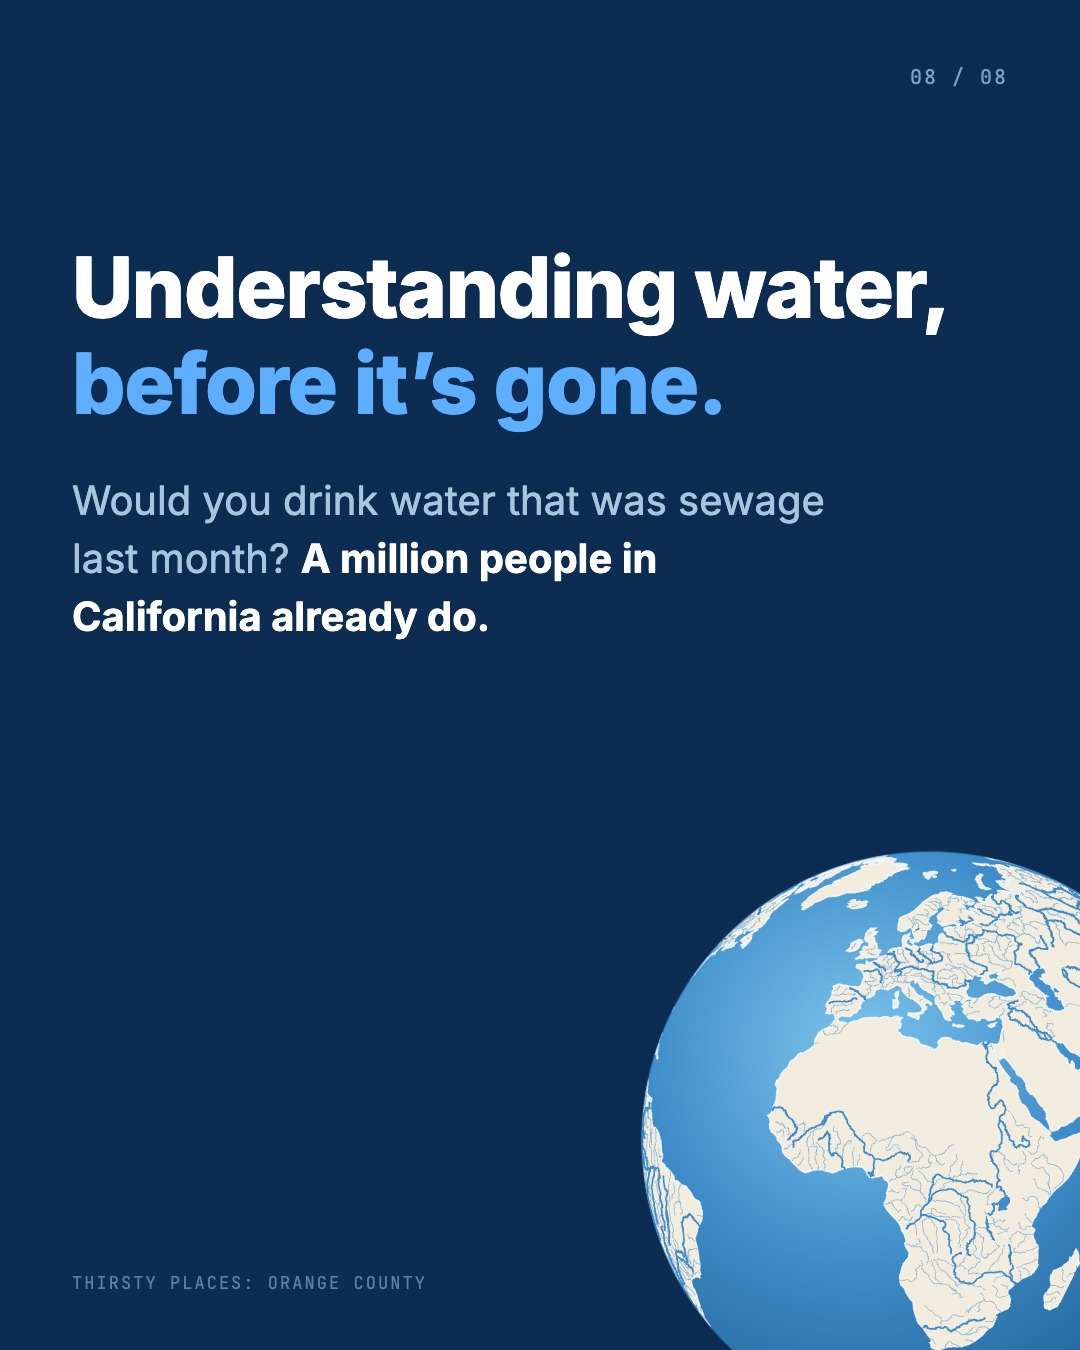 08 / 08
Understanding water,
before it’s gone.
Would you drink water that was sewage
last month? A million people in
California already do.
THIRSTY PLACES: ORANGE COUNTY